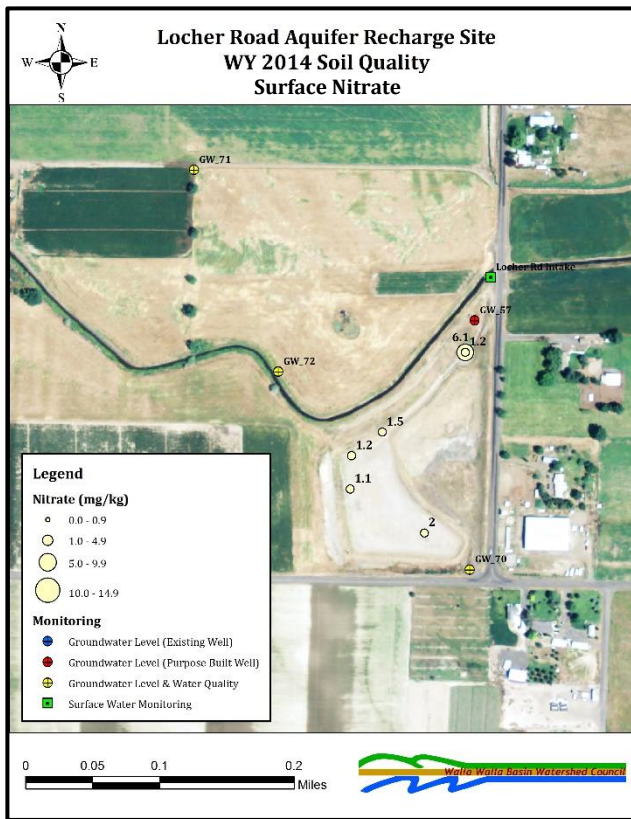 Locher Road Aquifer Recharge Site
WY 2014 Soil Quality
Surface Nitrate
N
W E
S
GW_71
Locher Rd Intake
GW_57
6.1 1.2
GW_72
1.5
1.2
1.1
2
GW_70
Legend
Nitrate (mg/kg)
0.0 - 0.9
1.0 - 4.9
5.0 - 9.9
10.0 - 14.9
Monitoring
Groundwater Level (Existing Well)
Groundwater Level (Purpose Built Well)
Groundwater Level & Water Quality
Surface Water Monitoring
0 0.05 0.1 0.2
Miles
Walla Walla Basin Watershed Council